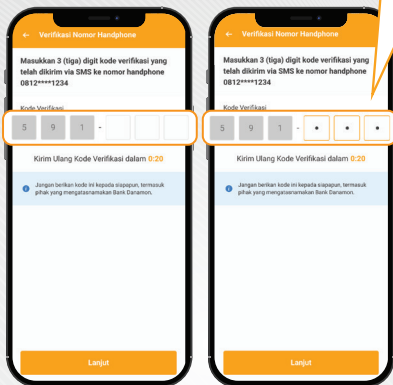 ← Verifikasi Nomor Handphone
Masukkan 3 (tiga) digit kode verifikasi yang
telah dikirim via SMS ke nomor handphone
0812****1234
Kode Verifikasi
5 9 1 -
Kirim Ulang Kode Verifikasi dalam 0:20
Jangan berikan kode ini kepada siapapun, termasuk
pihak yang mengatasnamakan Bank Danamon.
Lanjut
← Verifikasi Nomor Handphone
Masukkan 3 (tiga) digit kode verifikasi yang
telah dikirim via SMS ke nomor handphone
0812****1234
Kode Verifikasi
5 9 1 - • • •
Kirim Ulang Kode Verifikasi dalam 0:20
Jangan berikan kode ini kepada siapapun, termasuk
pihak yang mengatasnamakan Bank Danamon.
Lanjut